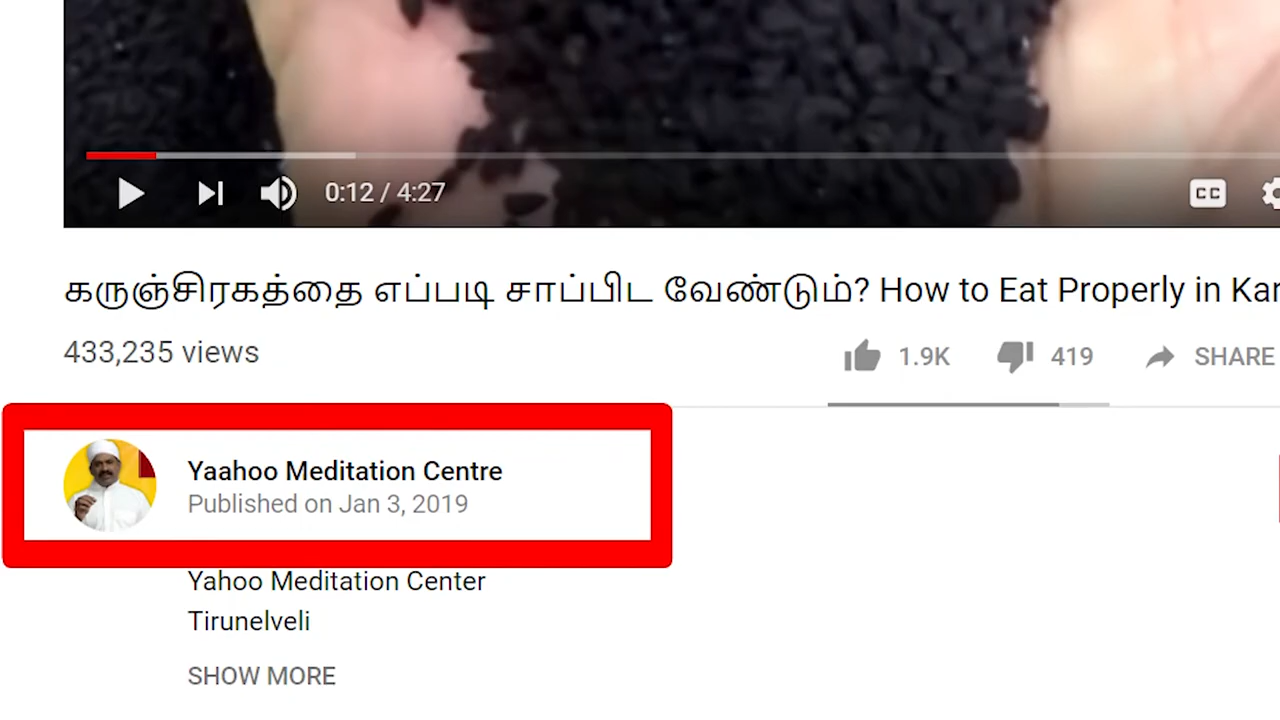 0:12 / 4:27
CC
கருஞ்சிரகத்தை எப்படி சாப்பிட வேண்டும்? How to Eat Properly in Kar
433,235 views
1.9K 419 SHARE
Yaahoo Meditation Centre
Published on Jan 3, 2019
Yahoo Meditation Center
Tirunelveli
SHOW MORE